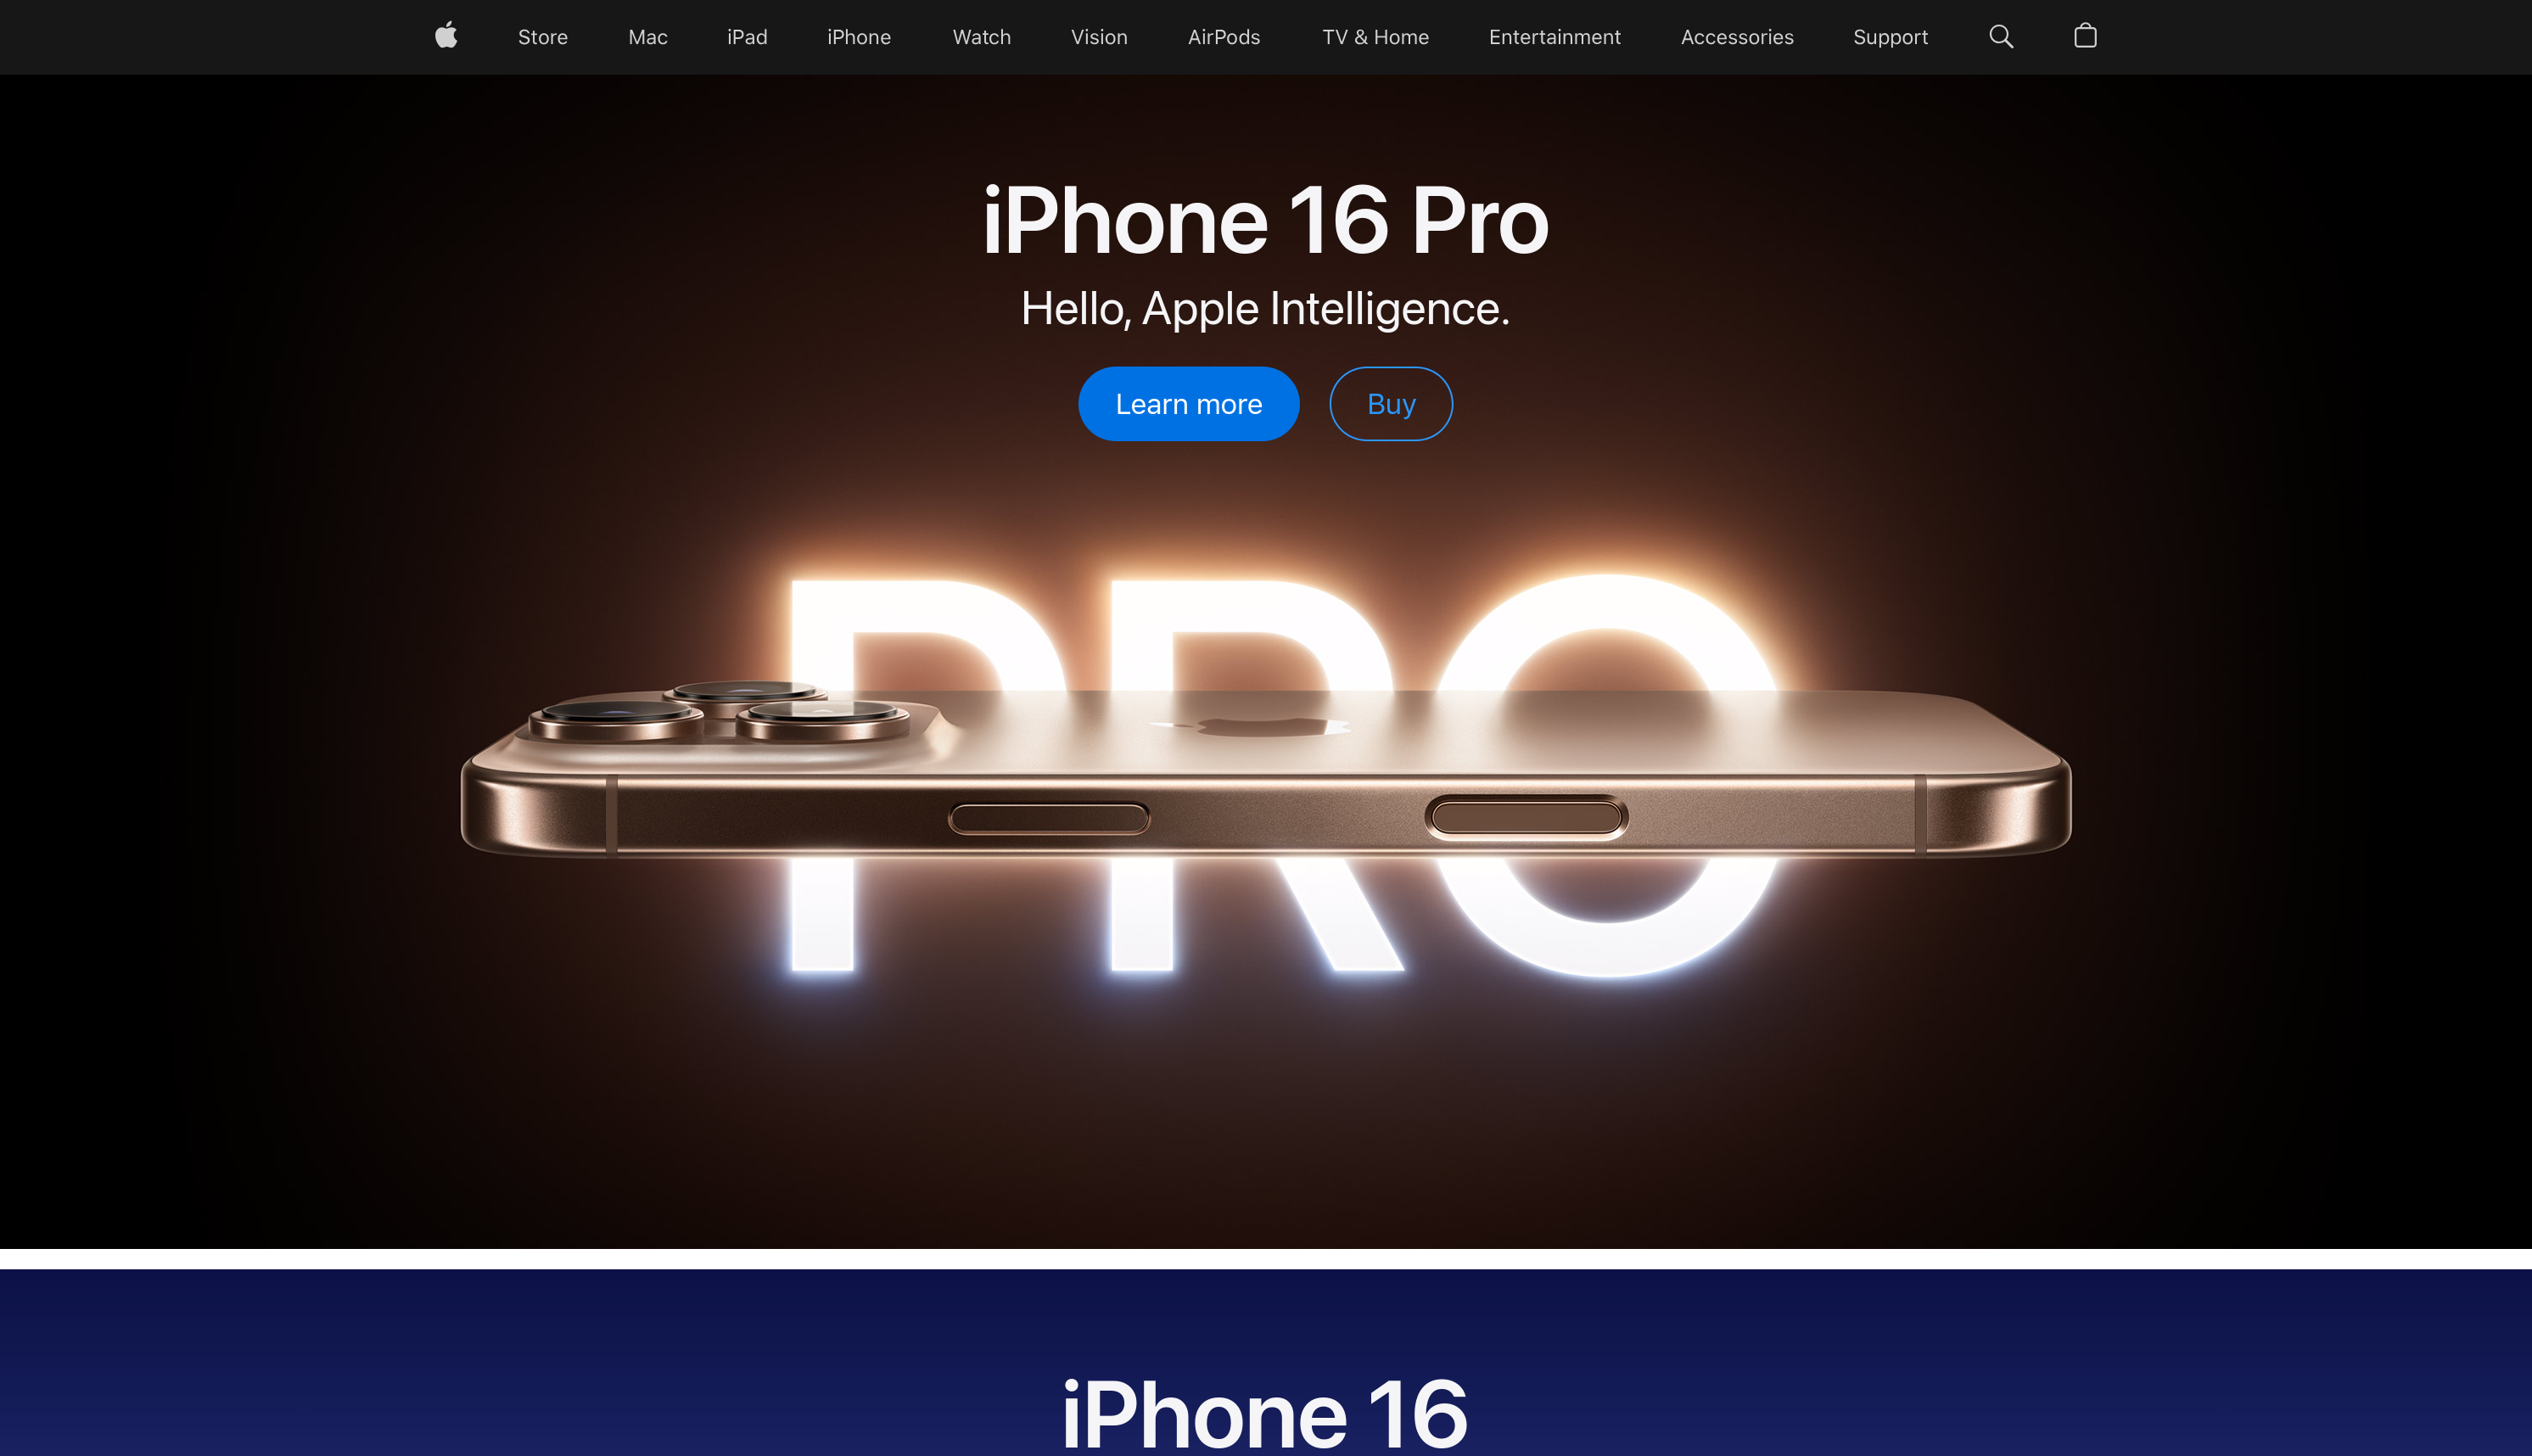 Store Mac iPad iPhone Watch Vision AirPods TV & Home Entertainment Accessories Support
iPhone 16 Pro
Hello, Apple Intelligence.
Learn more Buy
PRO
iPhone 16